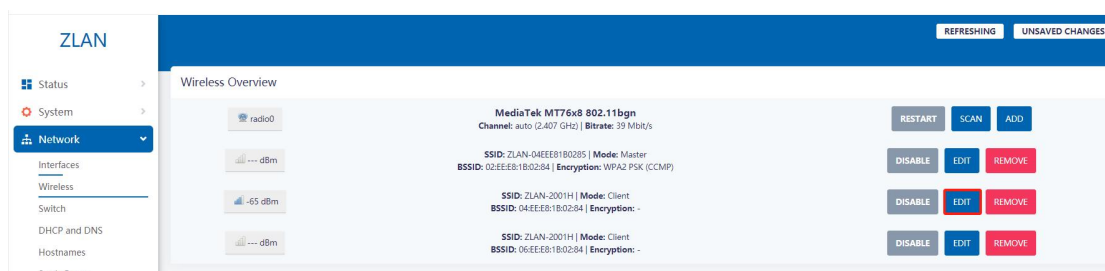 REFRESHING UNSAVED CHANGES
ZLAN
Status
System
Network
Interfaces
Wireless
Switch
DHCP and DNS
Hostnames
Wireless Overview
radio0 MediaTek MT76x8 802.11bgn RESTART SCAN ADD
Channel: auto (2.407 GHz) | Bitrate: 39 Mbit/s
--- dBm SSID: ZLAN-04EEE81B0285 | Mode: Master DISABLE EDIT REMOVE
BSSID: 02:EE:E8:1B:02:84 | Encryption: WPA2 PSK (CCMP)
-65 dBm SSID: ZLAN-2001H | Mode: Client DISABLE EDIT REMOVE
BSSID: 04:EE:E8:1B:02:84 | Encryption: -
--- dBm SSID: ZLAN-2001H | Mode: Client DISABLE EDIT REMOVE
BSSID: 06:EE:E8:1B:02:84 | Encryption: -